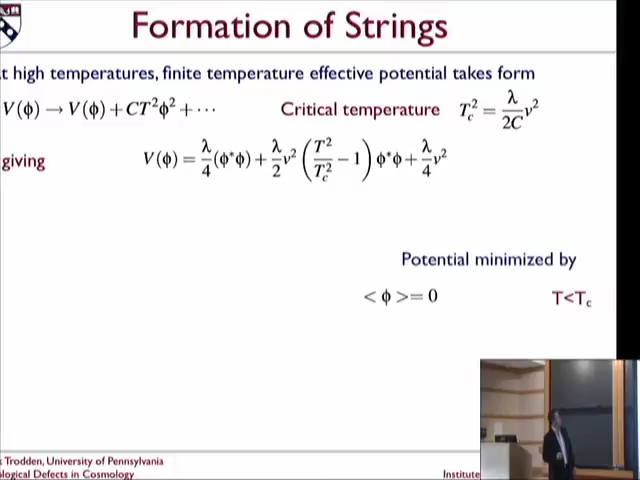 Formation of Strings
t high temperatures, finite temperature effective potential takes form
V(ϕ) → V(ϕ) + CT²ϕ² + ⋯ Critical temperature T_c² = λ/2C v²
giving V(ϕ) = λ/4 (ϕ*ϕ) + λ/2 v² (T²/T_c² − 1) ϕ*ϕ + λ/4 v²
Potential minimized by
< ϕ >= 0 T<T_c
Trodden, University of Pennsylvania
logical Defects in Cosmology Institute